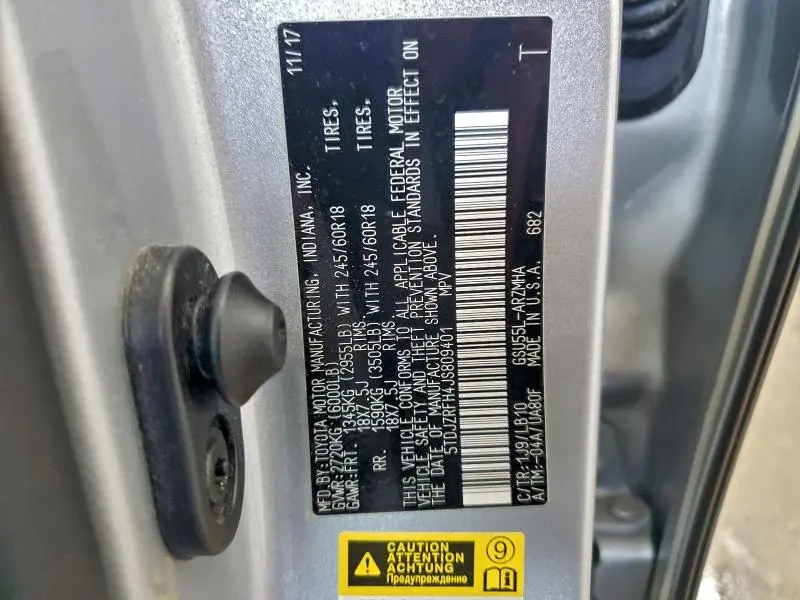 MFD.BY:TOYOTA MOTOR MANUFACTURING, INDIANA, INC. 11/17
GVWR:2720KG (6000LB)
GAWR:FRT. 1345KG (2955LB) WITH 245/60R18 TIRES,
18X7.5J RIMS.
RR. 1590KG (3505LB) WITH 245/60R18 TIRES,
18X7.5J RIMS.
THIS VEHICLE CONFORMS TO ALL APPLICABLE FEDERAL MOTOR
VEHICLE SAFETY AND THEFT PREVENTION STANDARDS IN EFFECT ON
THE DATE OF MANUFACTURE SHOWN ABOVE.
5TDJZRFH4JS809401 MPV
C/TR:1J9/LB10 GSU55L-ARZMHA
A/TM:-04A/UA80F MADE IN U.S.A. 682 T
CAUTION
ATTENTION
ACHTUNG
Предупреждение
9